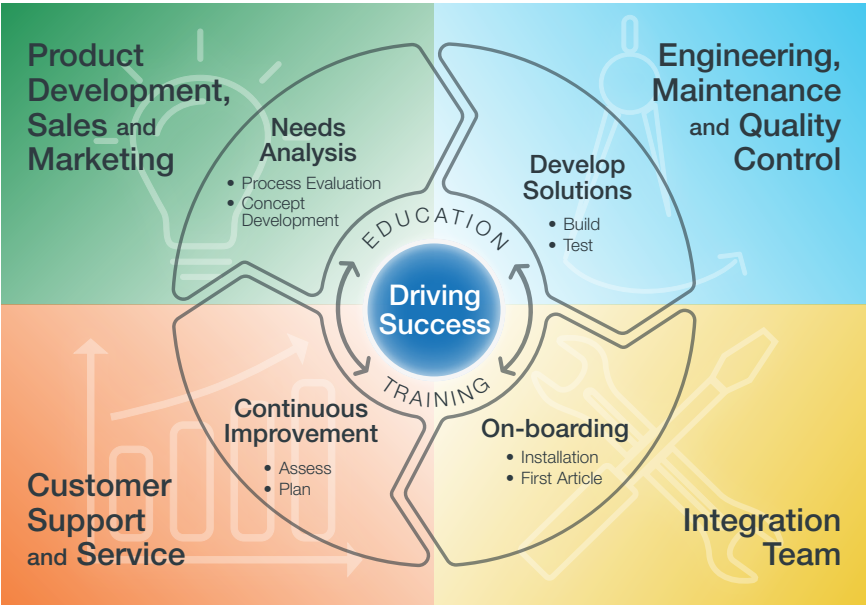 Product
Development,
Sales and
Marketing
Needs
Analysis
• Process Evaluation
• Concept
Development
Engineering,
Maintenance
and Quality
Control
Develop
Solutions
• Build
• Test
EDUCATION
Driving
Success
TRAINING
Continuous
Improvement
• Assess
• Plan
Customer
Support
and Service
On-boarding
• Installation
• First Article
Integration
Team